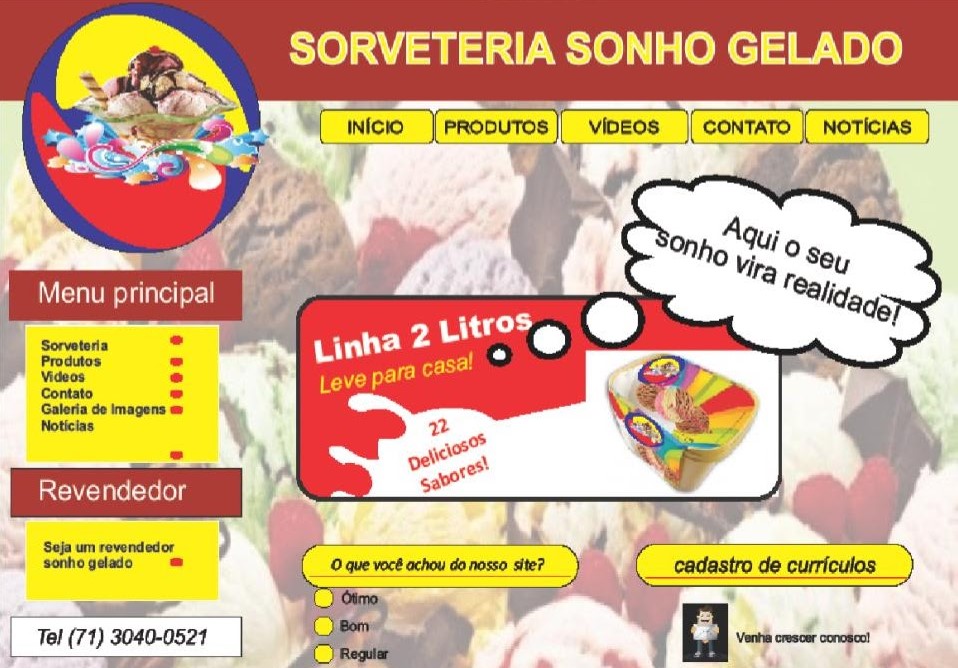 SORVETERIA SONHO GELADO
INÍCIO
PRODUTOS
VÍDEOS
CONTATO
NOTÍCIAS
Aqui o seu
sonho vira realidade!
Menu principal
Sorveteria
Produtos
Videos
Contato
Galeria de Imagens
Notícias
Linha 2 Litros
Leve para casa!
22
Deliciosos
Sabores!
Revendedor
Seja um revendedor
sonho gelado
Tel (71) 3040-0521
O que você achou do nosso site?
Ótimo
Bom
Regular
cadastro de currículos
Venha crescer conosco!